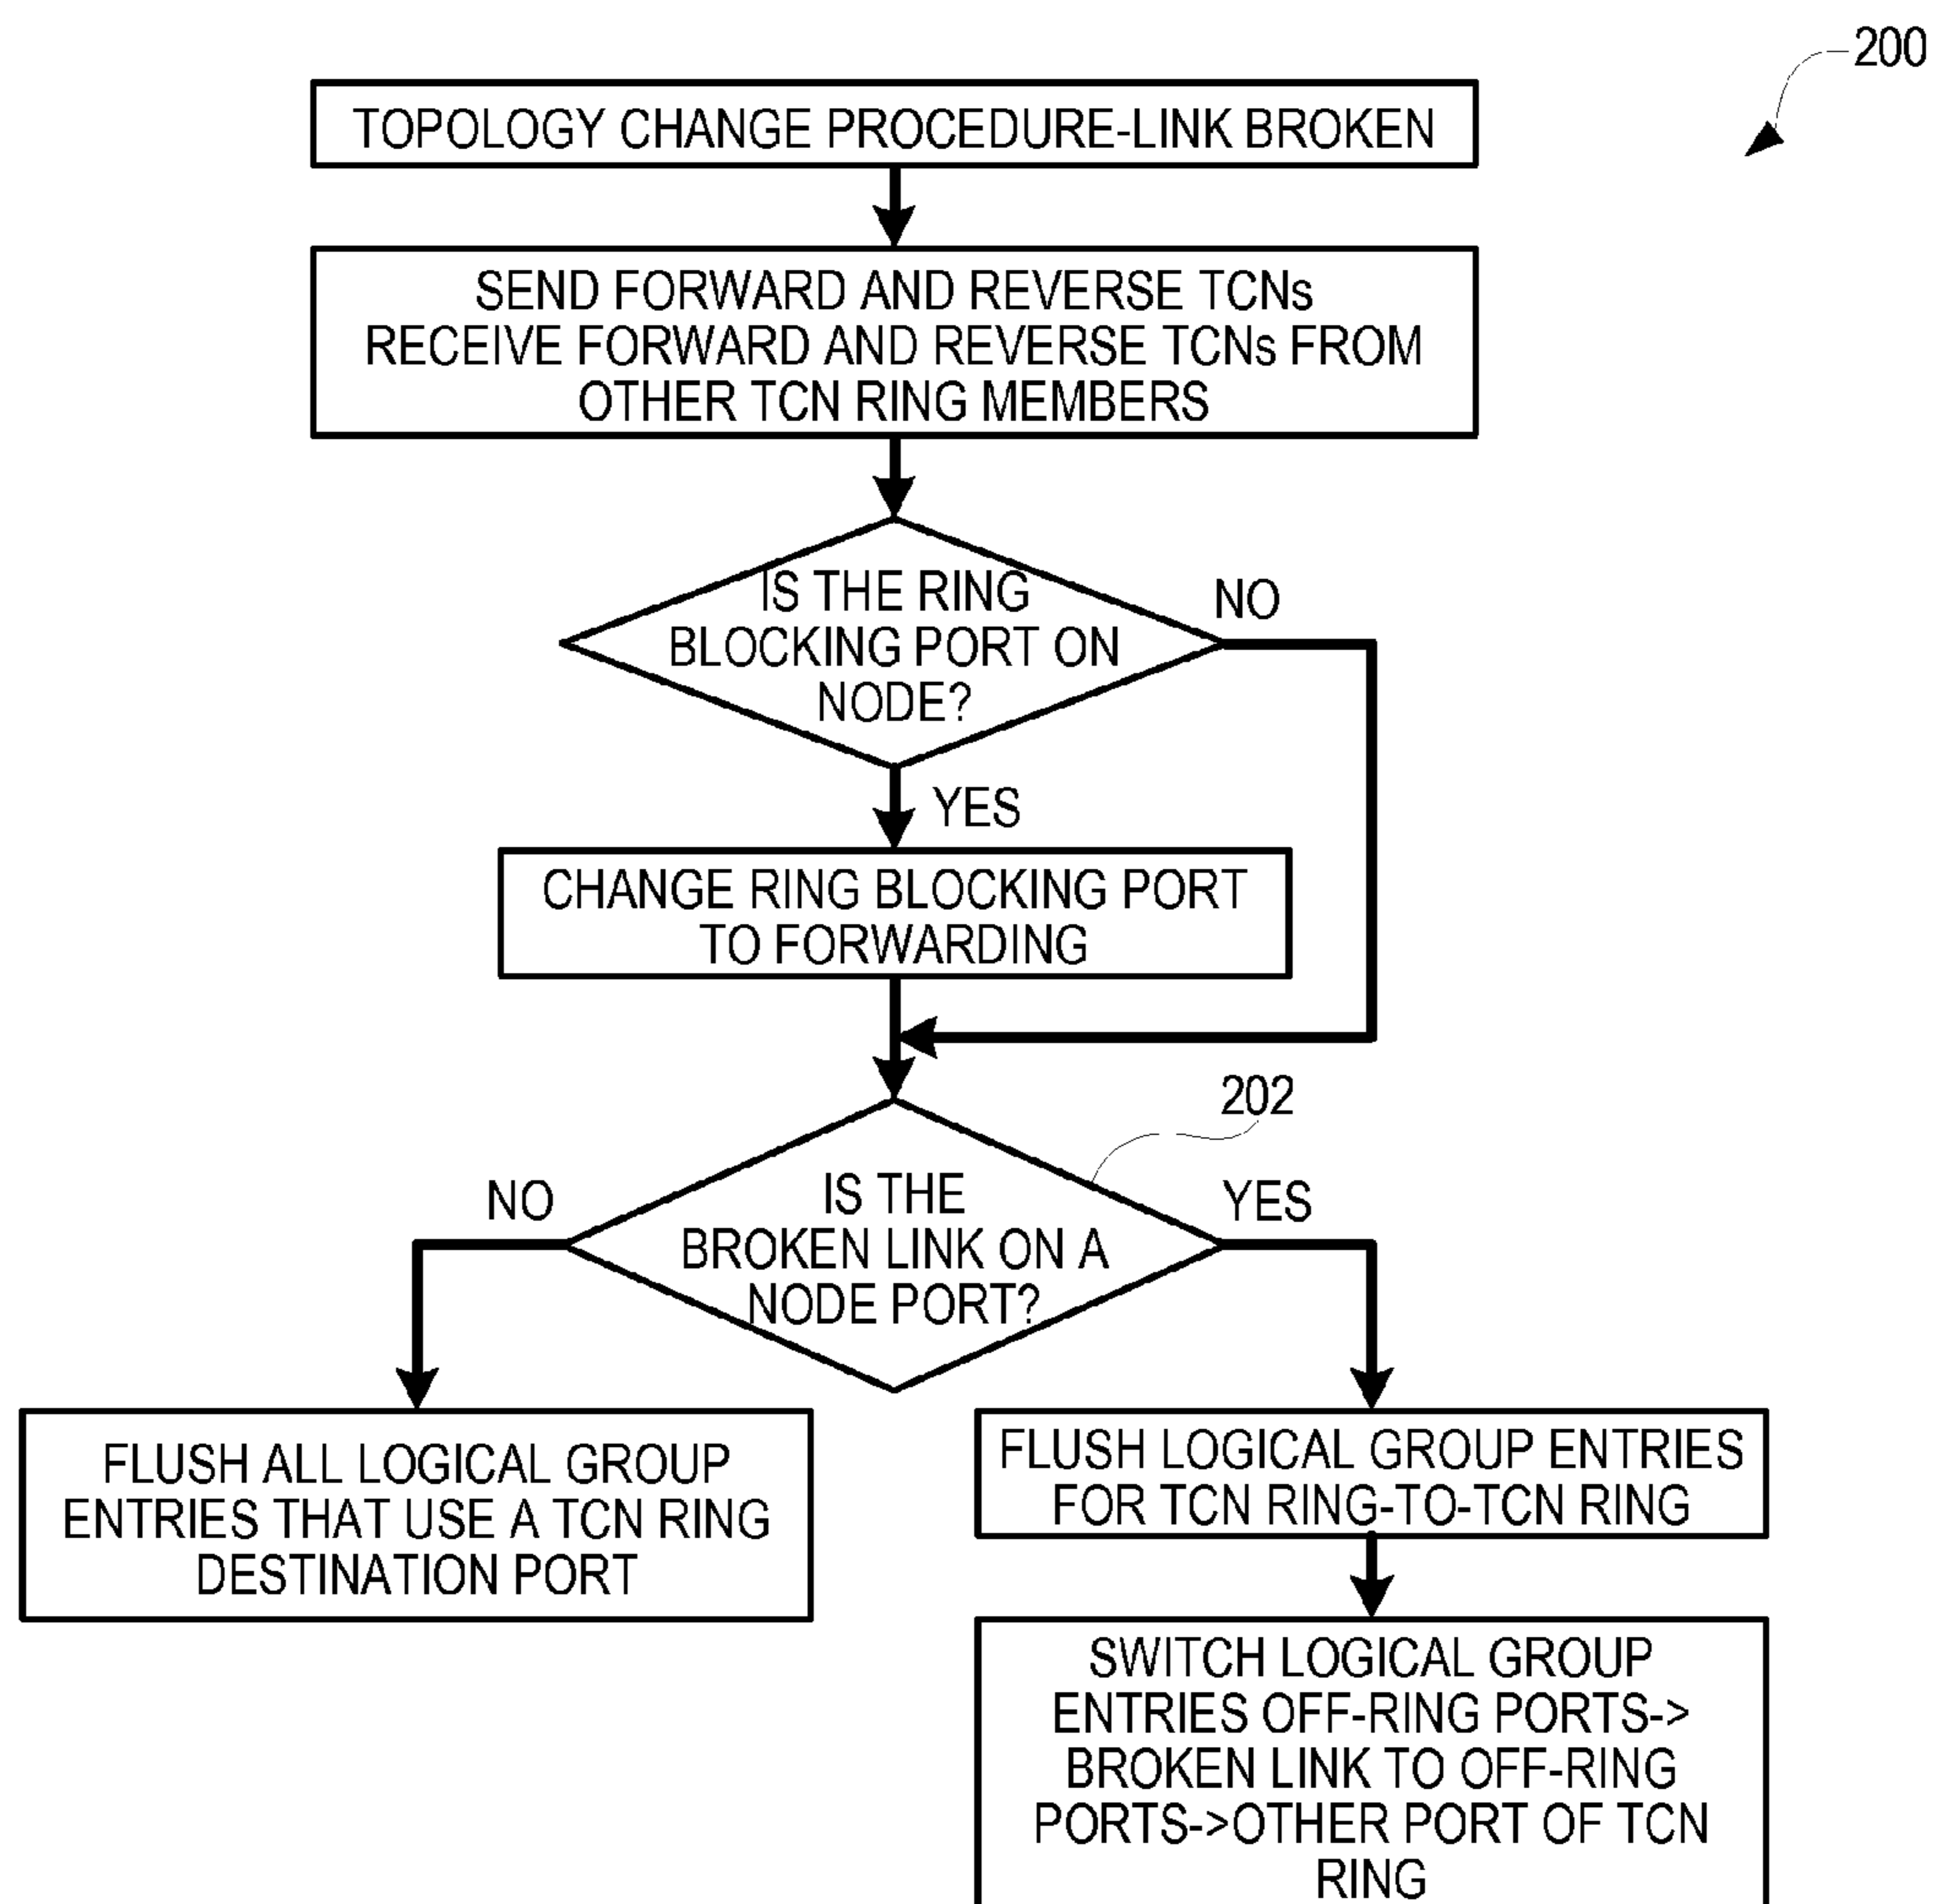 200
TOPOLOGY CHANGE PROCEDURE-LINK BROKEN
SEND FORWARD AND REVERSE TCNs
RECEIVE FORWARD AND REVERSE TCNs FROM
OTHER TCN RING MEMBERS
IS THE RING
BLOCKING PORT ON
NODE?
NO
YES
CHANGE RING BLOCKING PORT
TO FORWARDING
202
IS THE
BROKEN LINK ON A
NODE PORT?
NO
YES
FLUSH ALL LOGICAL GROUP
ENTRIES THAT USE A TCN RING
DESTINATION PORT
FLUSH LOGICAL GROUP ENTRIES
FOR TCN RING-TO-TCN RING
SWITCH LOGICAL GROUP
ENTRIES OFF-RING PORTS->
BROKEN LINK TO OFF-RING
PORTS->OTHER PORT OF TCN
RING